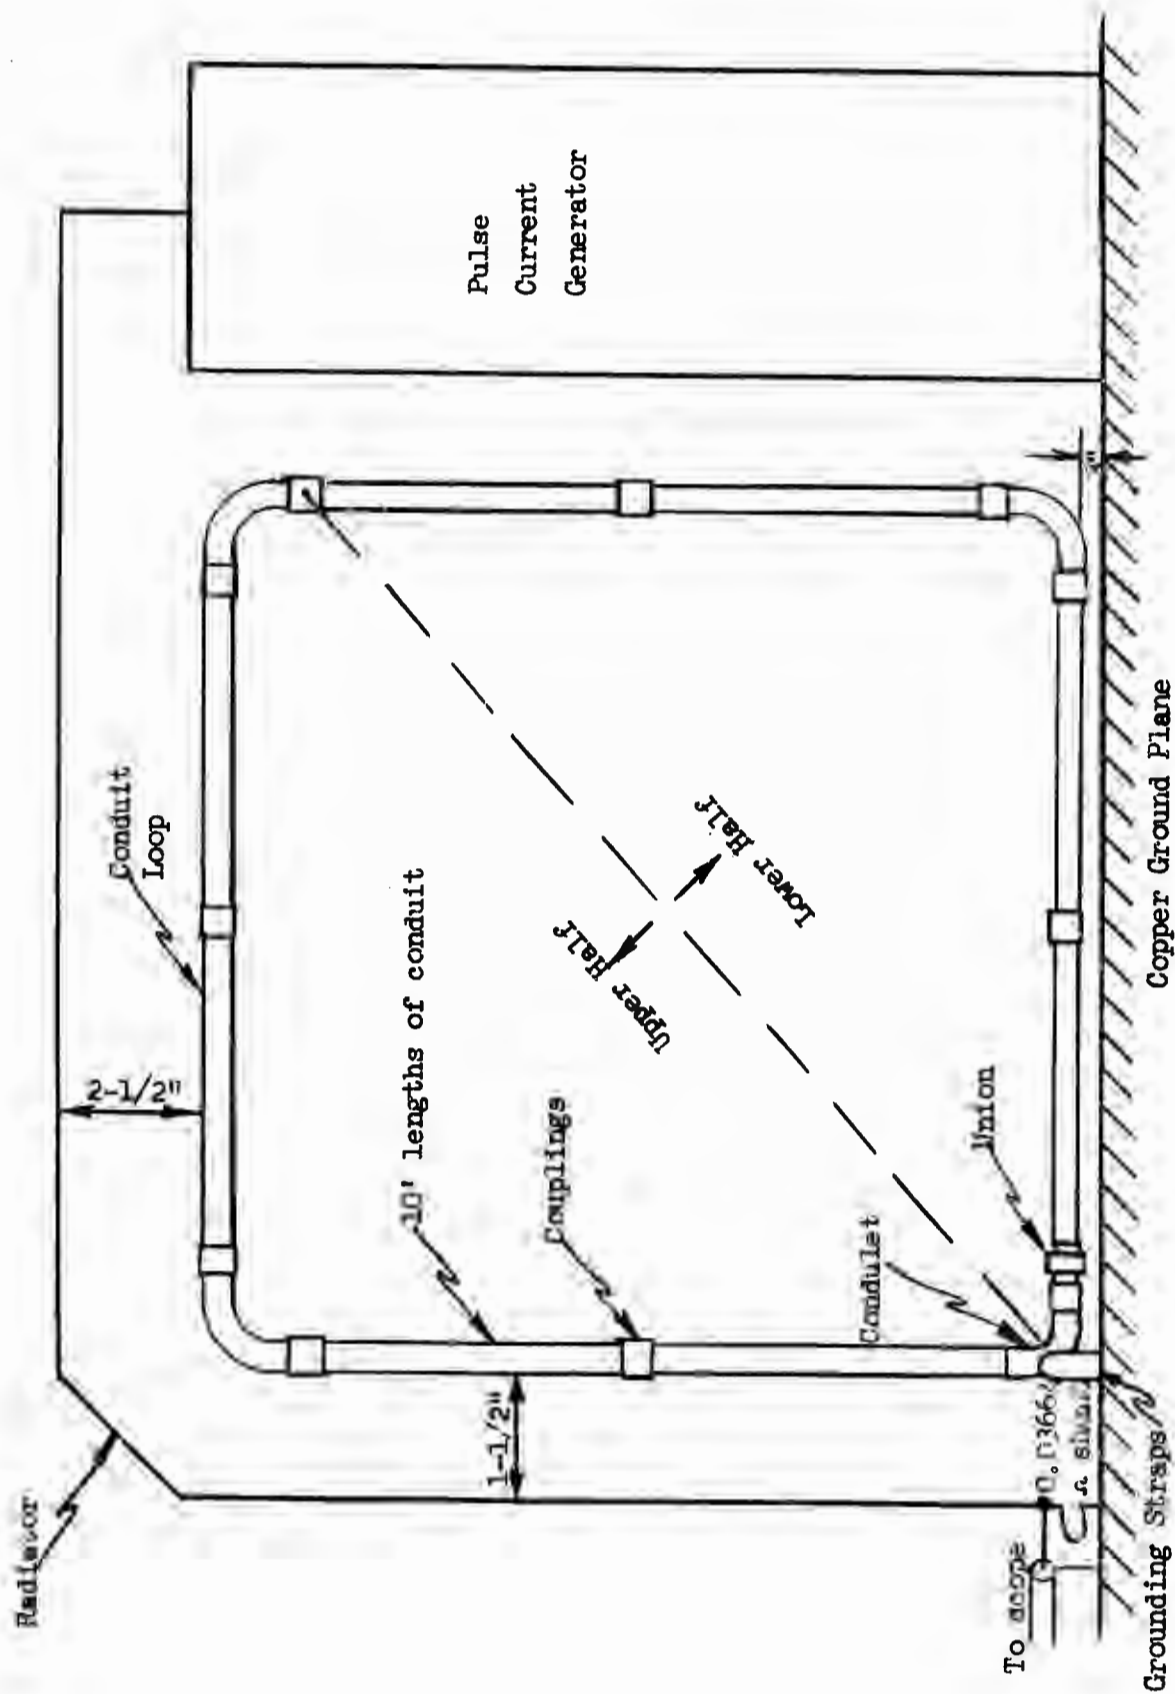 Radiator
Conduit
Loop
2-1/2"
Pulse
Current
Generator
10' lengths of conduit
Couplings
Upper Half
Lower Half
1-1/2"
Condulet
Union
To scope
Ω
Grounding Straps
Copper Ground Plane